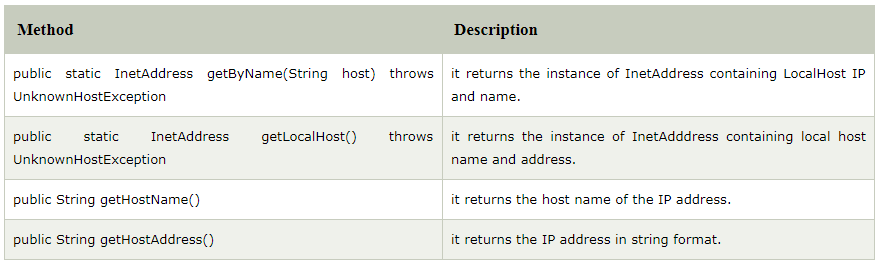 Method Description
public static InetAddress getByName(String host) throws it returns the instance of InetAddress containing LocalHost IP
UnknownHostException and name.
public static InetAddress getLocalHost() throws it returns the instance of InetAdddress containing local host
UnknownHostException name and address.
public String getHostName() it returns the host name of the IP address.
public String getHostAddress() it returns the IP address in string format.